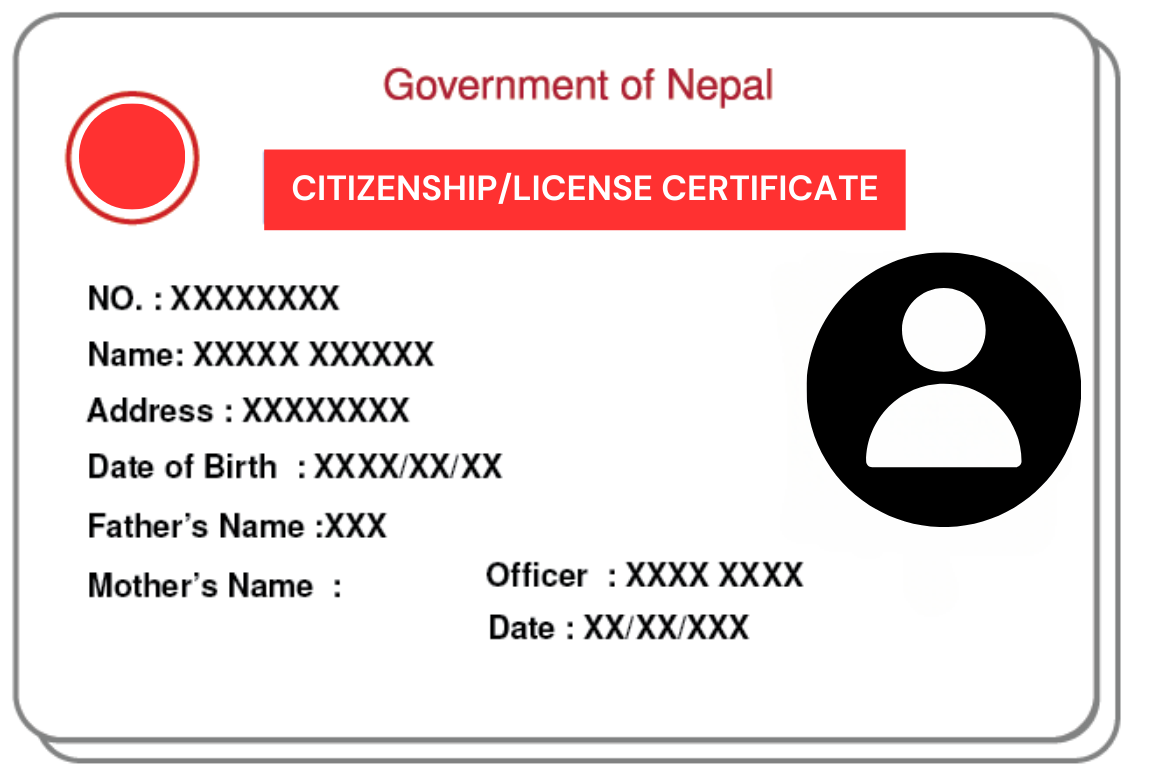 Government of Nepal
CITIZENSHIP/LICENSE CERTIFICATE
NO. : XXXXXXXX
Name: XXXXX XXXXXX
Address : XXXXXXXX
Date of Birth : XXXX/XX/XX
Father’s Name :XXX
Mother’s Name :
Officer : XXXX XXXX
Date : XX/XX/XXX